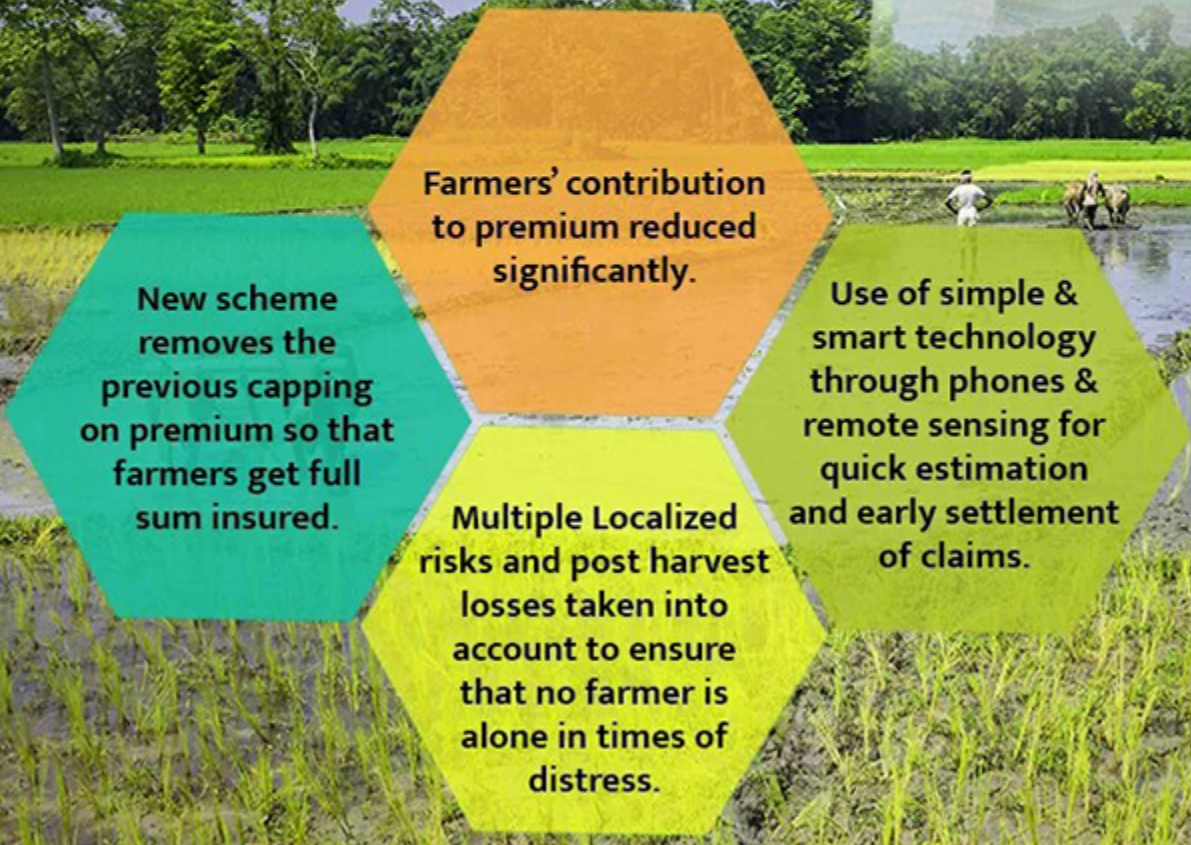 Farmers' contribution
to premium reduced
significantly.
New scheme
removes the
previous capping
on premium so that
farmers get full
sum insured.
Use of simple &
smart technology
through phones &
remote sensing for
quick estimation
and early settlement
of claims.
Multiple Localized
risks and post harvest
losses taken into
account to ensure
that no farmer is
alone in times of
distress.